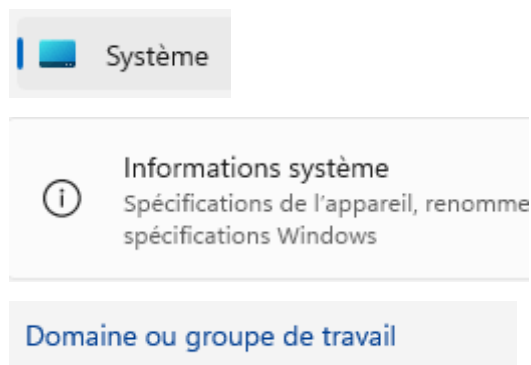 Système
Informations système
Spécifications de l'appareil, renomme
spécifications Windows
Domaine ou groupe de travail